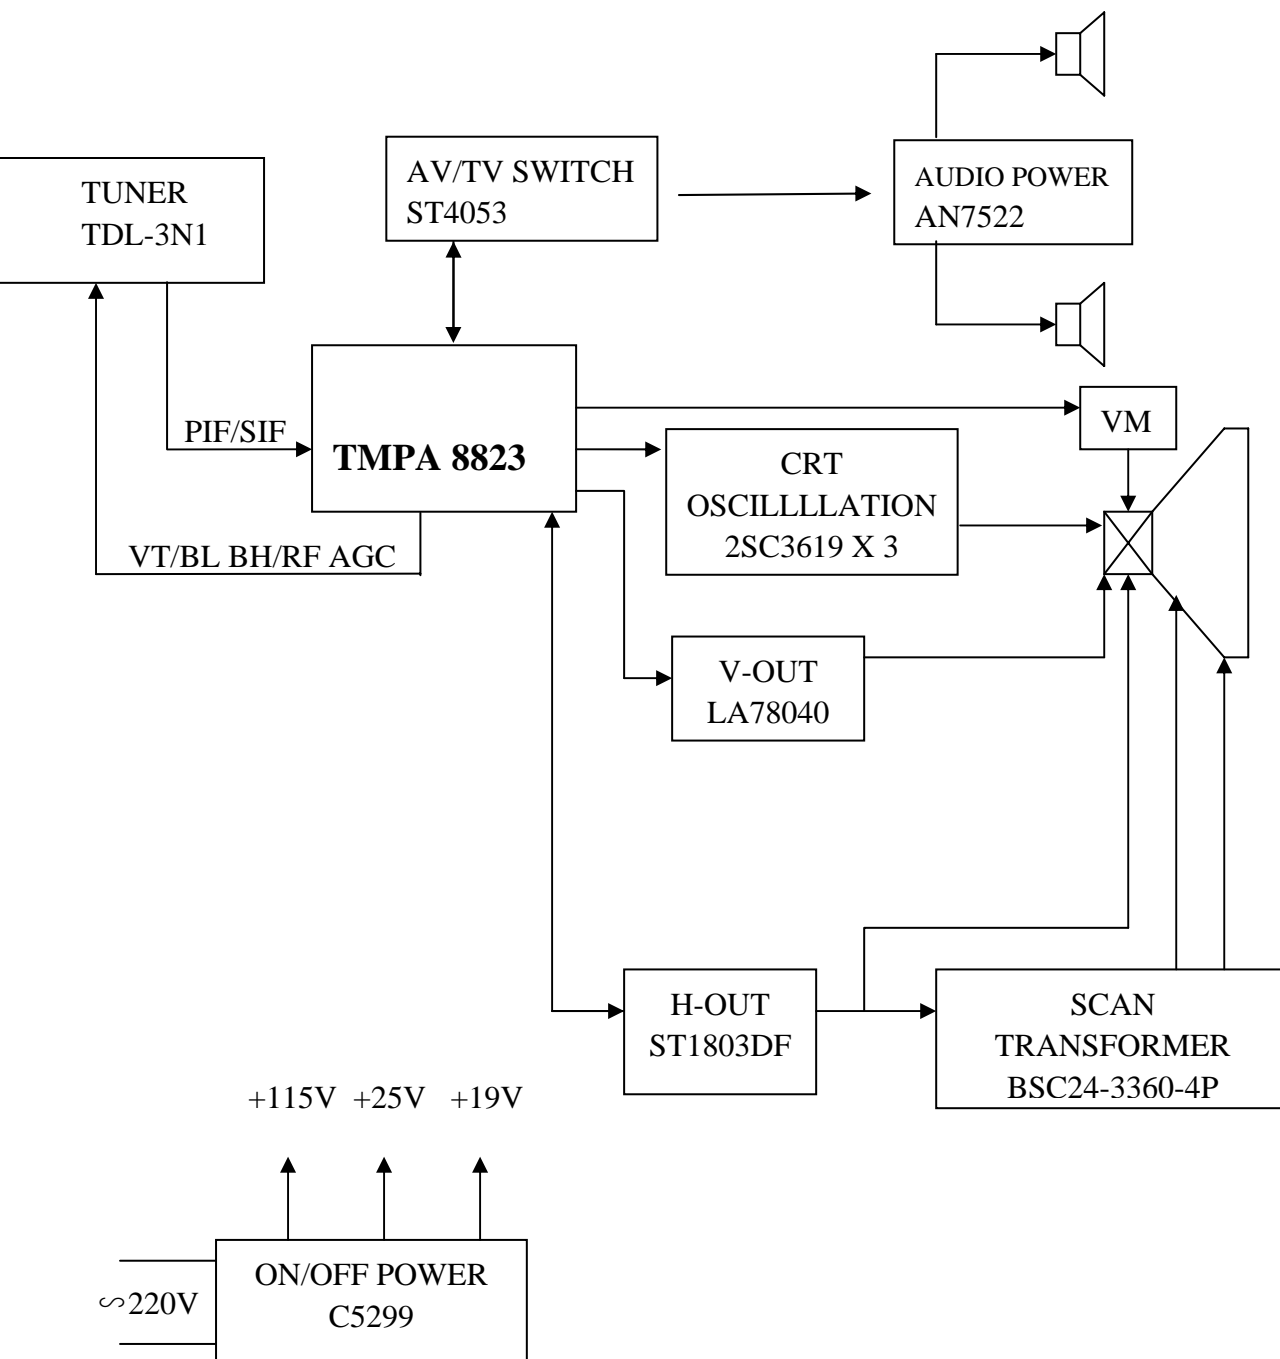 TUNER
TDL-3N1
AV/TV SWITCH
ST4053
AUDIO POWER
AN7522
PIF/SIF
TMPA 8823
VT/BL BH/RF AGC
VM
CRT
OSCILLLLATION
2SC3619 X 3
V-OUT
LA78040
H-OUT
ST1803DF
SCAN
TRANSFORMER
BSC24-3360-4P
+115V +25V +19V
ON/OFF POWER
C5299
∽220V